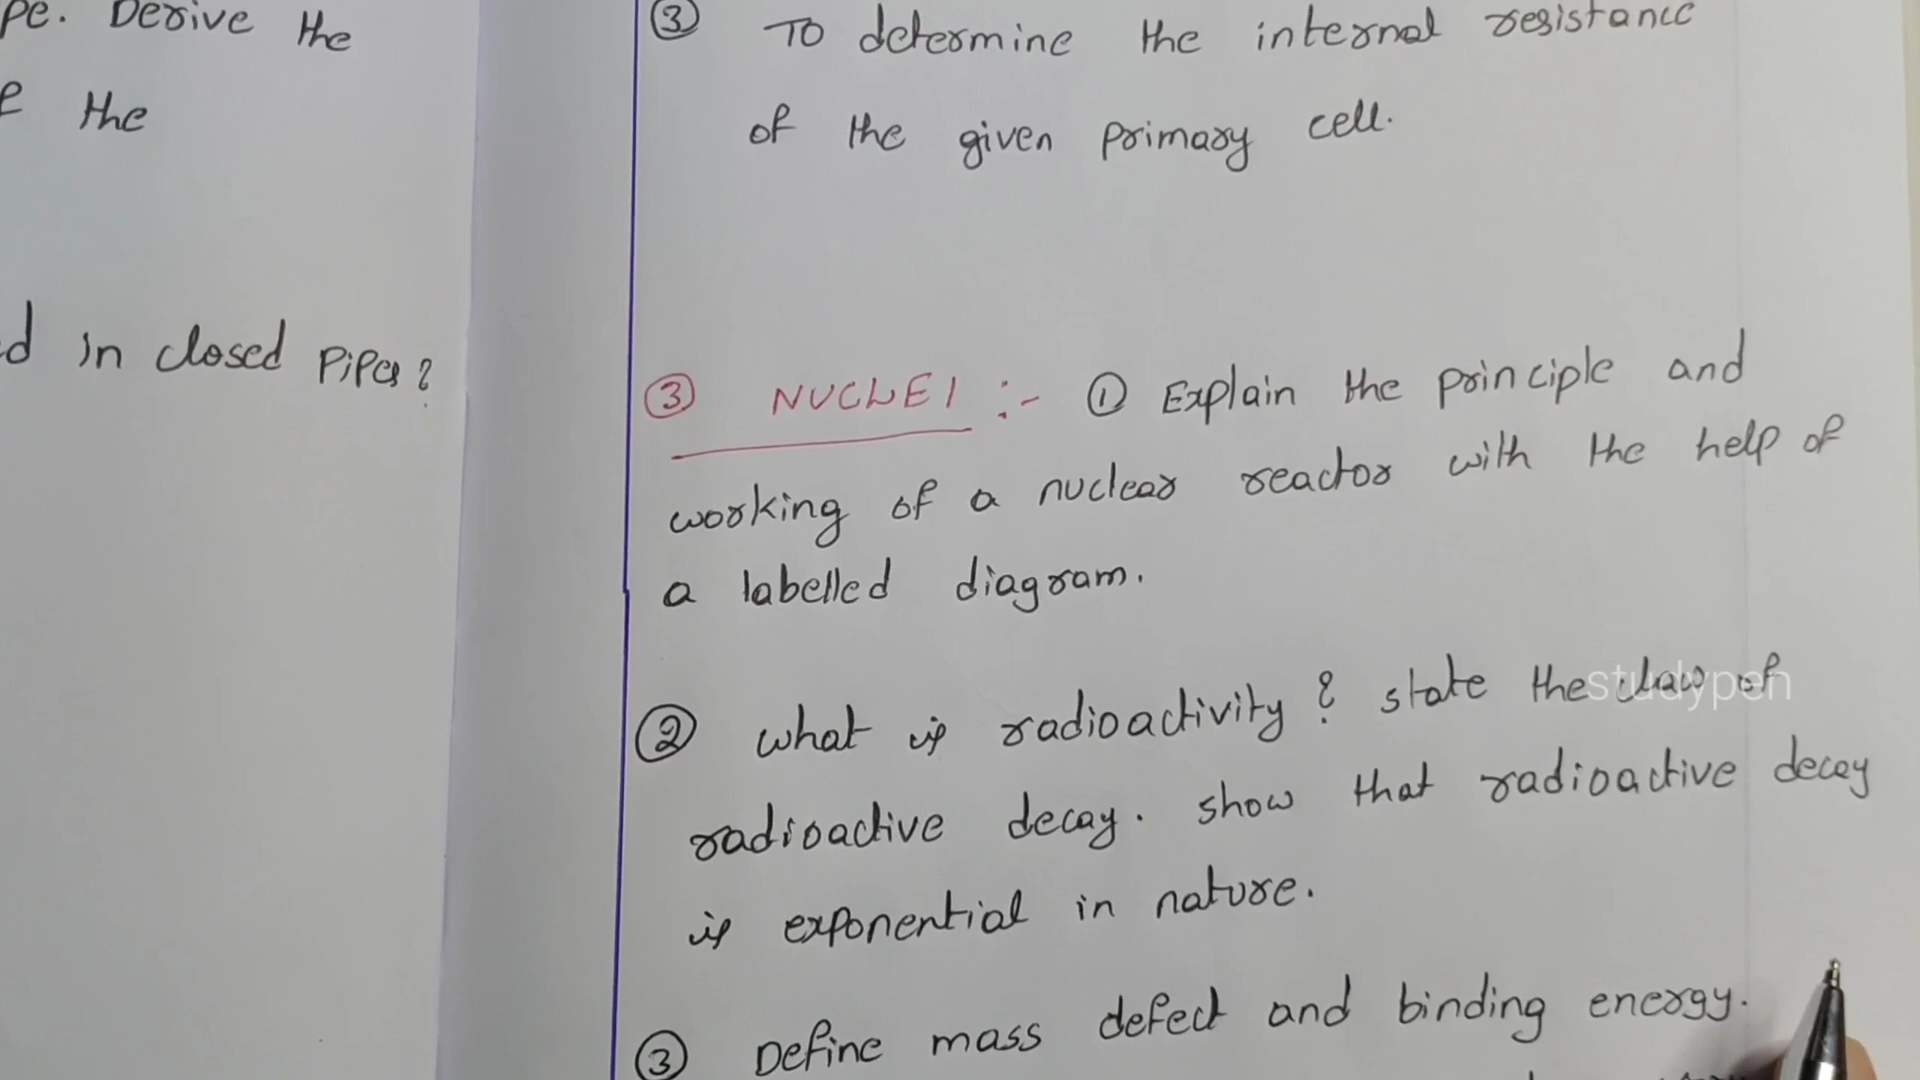 pe. Derive the
the
d in closed pipes?
③ To determine the internal resistance
of the given primary cell.
③ NUCLEI :- ① Explain the principle and
working of a nuclear reactor with the help of
a labelled diagram.
② what is radioactivity? state the law of
radioactive decay. show that radioactive decay
is exponential in nature.
③ Define mass defect and binding energy.
studypen